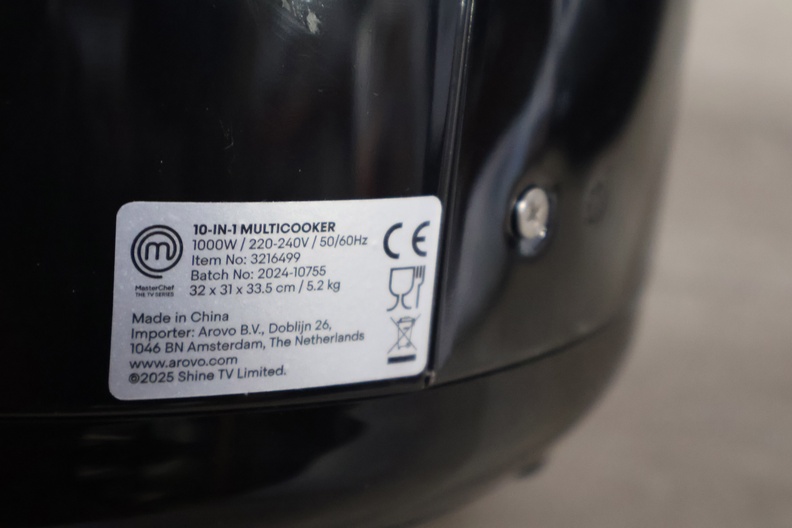 10-IN-1 MULTICOOKER
1000W / 220-240V / 50/60Hz
Item No: 3216499
Batch No: 2024-10755
32 x 31 x 33.5 cm / 5.2 kg
m
MasterChef
THE TV SERIES
CE
Made in China
Importer: Arovo B.V., Doblijn 26,
1046 BN Amsterdam, The Netherlands
www.arovo.com
©2025 Shine TV Limited.